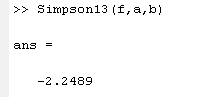 >> Simpson13(f,a,b)
ans =
-2.2489